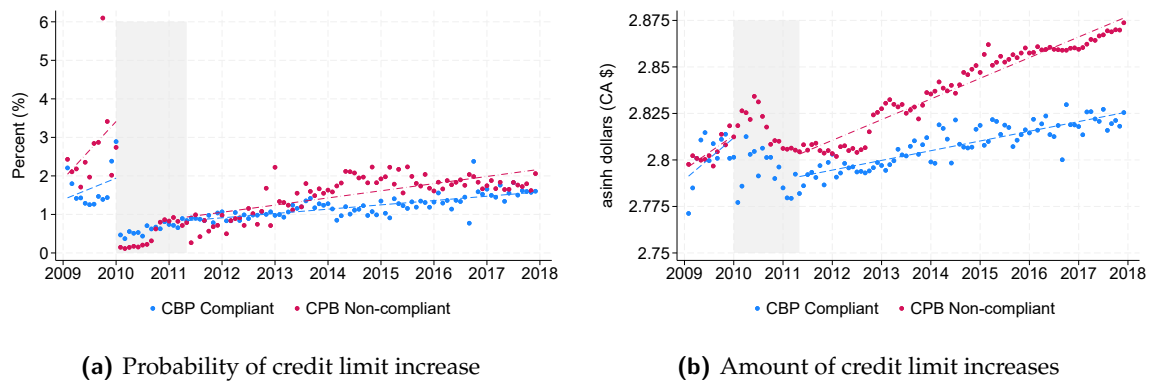 Percent (%)
6
5
4
3
2
1
0
2009 2010 2011 2012 2013 2014 2015 2016 2017 2018
CBP Compliant CPB Non-compliant
(a) Probability of credit limit increase
asinh dollars (CA $)
2.875
2.85
2.825
2.8
2.775
2.75
2009 2010 2011 2012 2013 2014 2015 2016 2017 2018
CBP Compliant CPB Non-compliant
(b) Amount of credit limit increases